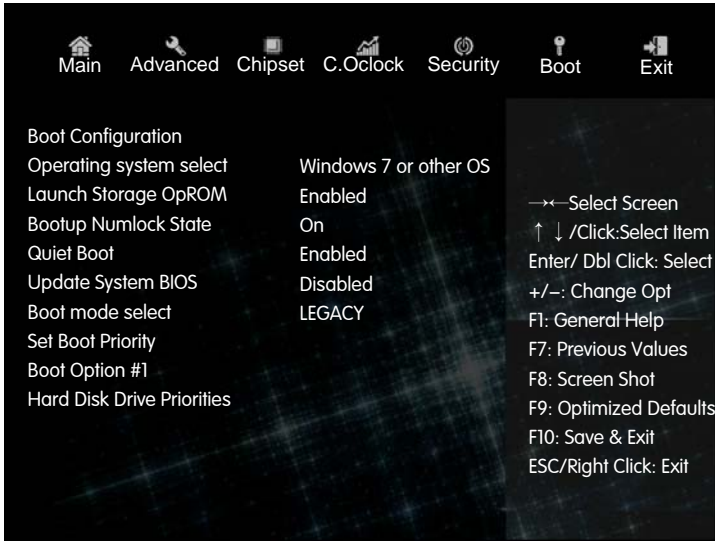 Main Advanced Chipset C.Oclock Security Boot Exit
Boot Configuration
Operating system select Windows 7 or other OS
Launch Storage OpROM Enabled
Bootup Numlock State On
Quiet Boot Enabled
Update System BIOS Disabled
Boot mode select LEGACY
Set Boot Priority
Boot Option #1
Hard Disk Drive Priorities
→←Select Screen
↑ ↓ /Click:Select Item
Enter/ Dbl Click: Select
+/−: Change Opt
F1: General Help
F7: Previous Values
F8: Screen Shot
F9: Optimized Defaults
F10: Save & Exit
ESC/Right Click: Exit